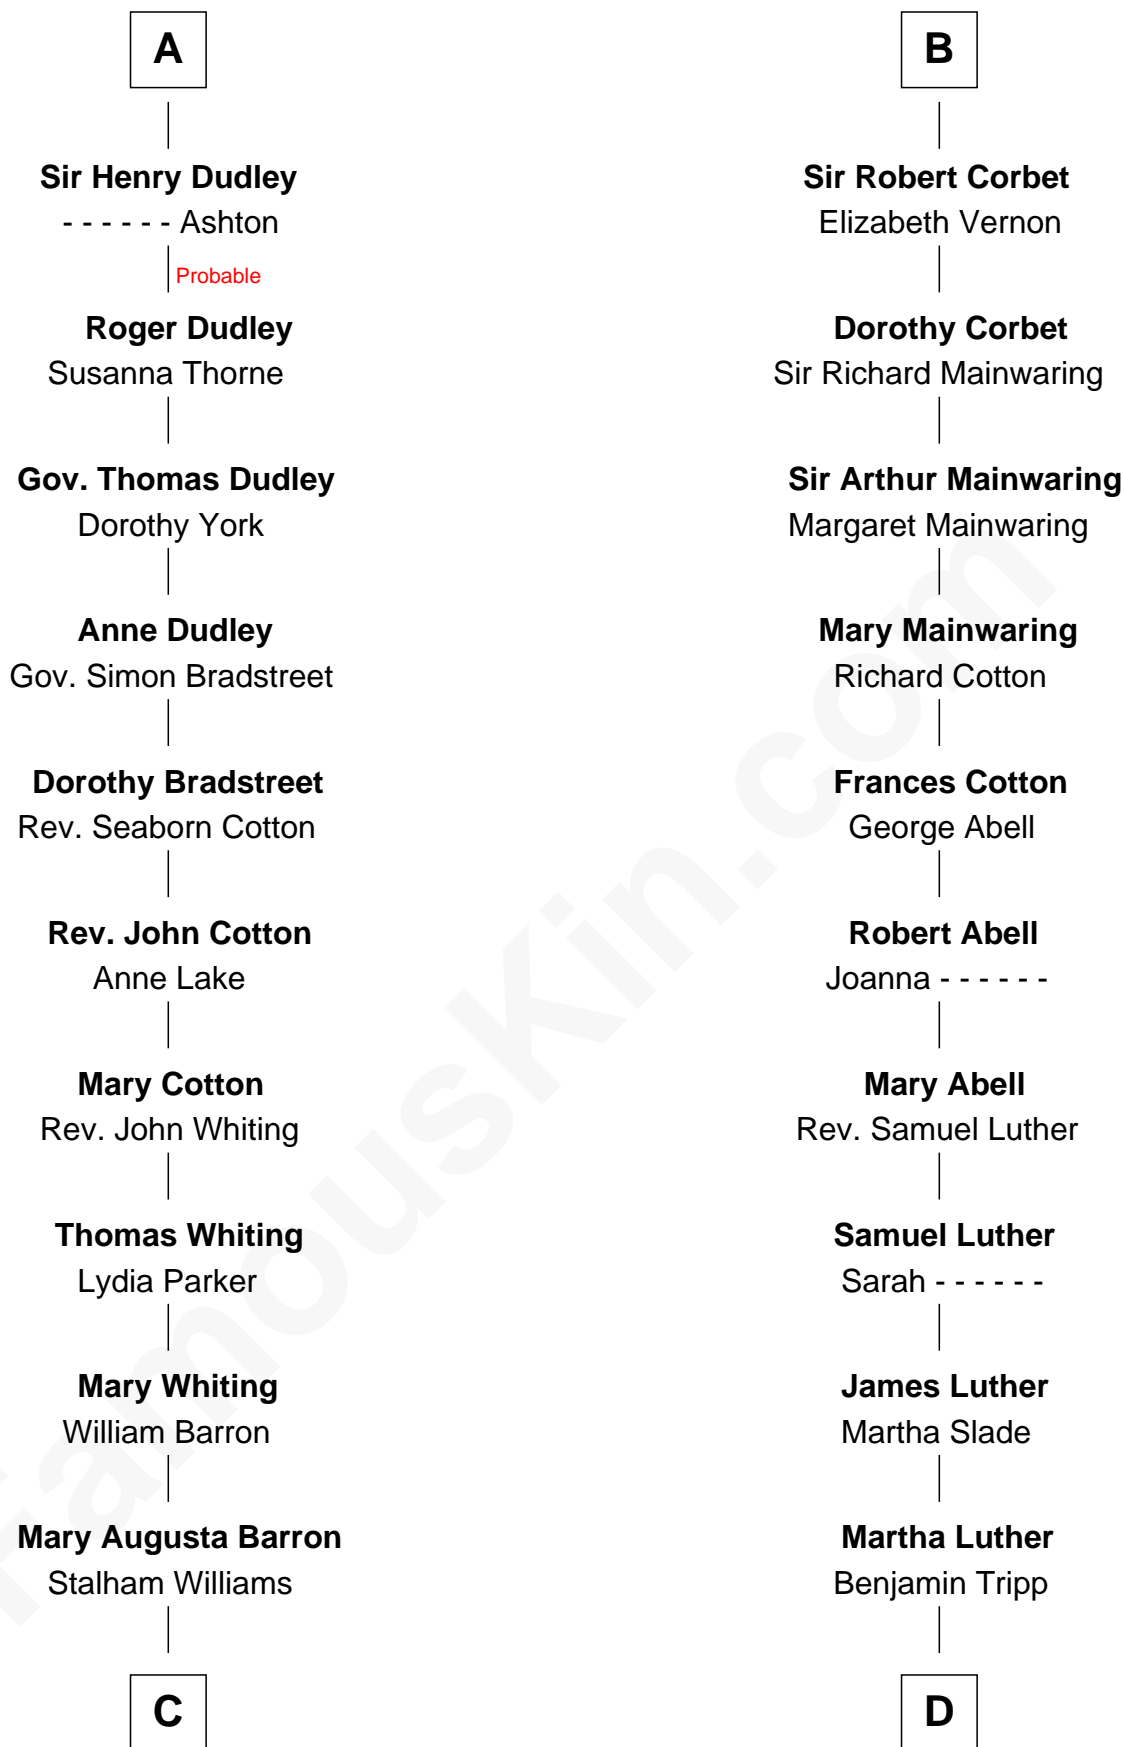 A
Sir Henry Dudley
- - - - - - Ashton
Probable
Roger Dudley
Susanna Thorne
Gov. Thomas Dudley
Dorothy York
Anne Dudley
Gov. Simon Bradstreet
Dorothy Bradstreet
Rev. Seaborn Cotton
Rev. John Cotton
Anne Lake
Mary Cotton
Rev. John Whiting
Thomas Whiting
Lydia Parker
Mary Whiting
William Barron
Mary Augusta Barron
Stalham Williams
C
B
Sir Robert Corbet
Elizabeth Vernon
Dorothy Corbet
Sir Richard Mainwaring
Sir Arthur Mainwaring
Margaret Mainwaring
Mary Mainwaring
Richard Cotton
Frances Cotton
George Abell
Robert Abell
Joanna - - - - - -
Mary Abell
Rev. Samuel Luther
Samuel Luther
Sarah - - - - - -
James Luther
Martha Slade
Martha Luther
Benjamin Tripp
D
FamousKin.com